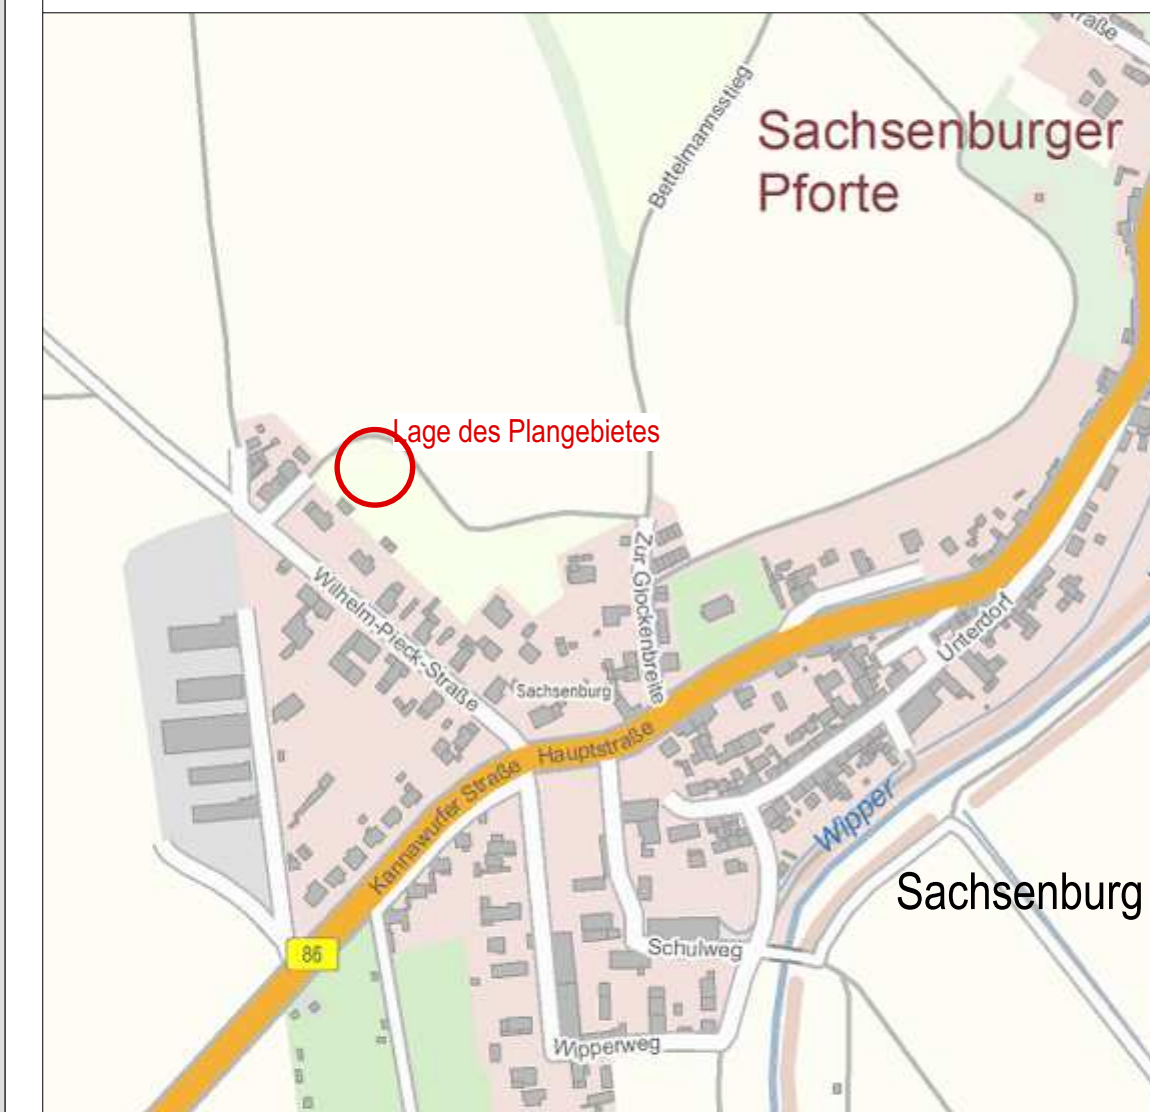 raße
Bettelmannsstieg
Sachsenburger
Pforte
Lage des Plangebietes
Zur Glockenbreite
Wilhelm-Pieck-Straße
Unterdorf
Sachsenburg
Hauptstraße
Kannawurfer Straße
Wipper
Sachsenburg
Schulweg
86
Wipperweg